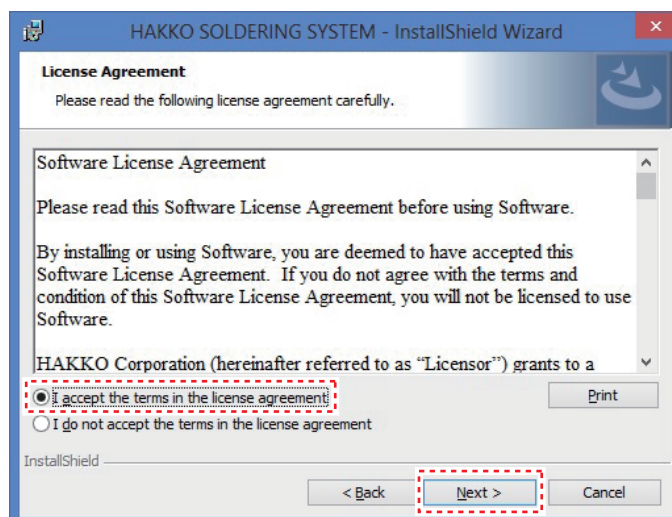 HAKKO SOLDERING SYSTEM - InstallShield Wizard
License Agreement
Please read the following license agreement carefully.
Software License Agreement
Please read this Software License Agreement before using Software.
By installing or using Software, you are deemed to have accepted this
Software License Agreement.  If you do not agree with the terms and
condition of this Software License Agreement, you will not be licensed to use
Software.
HAKKO Corporation (hereinafter referred to as “Licensor”) grants to a
I accept the terms in the license agreement
Print
I do not accept the terms in the license agreement
InstallShield
< Back
Next >
Cancel